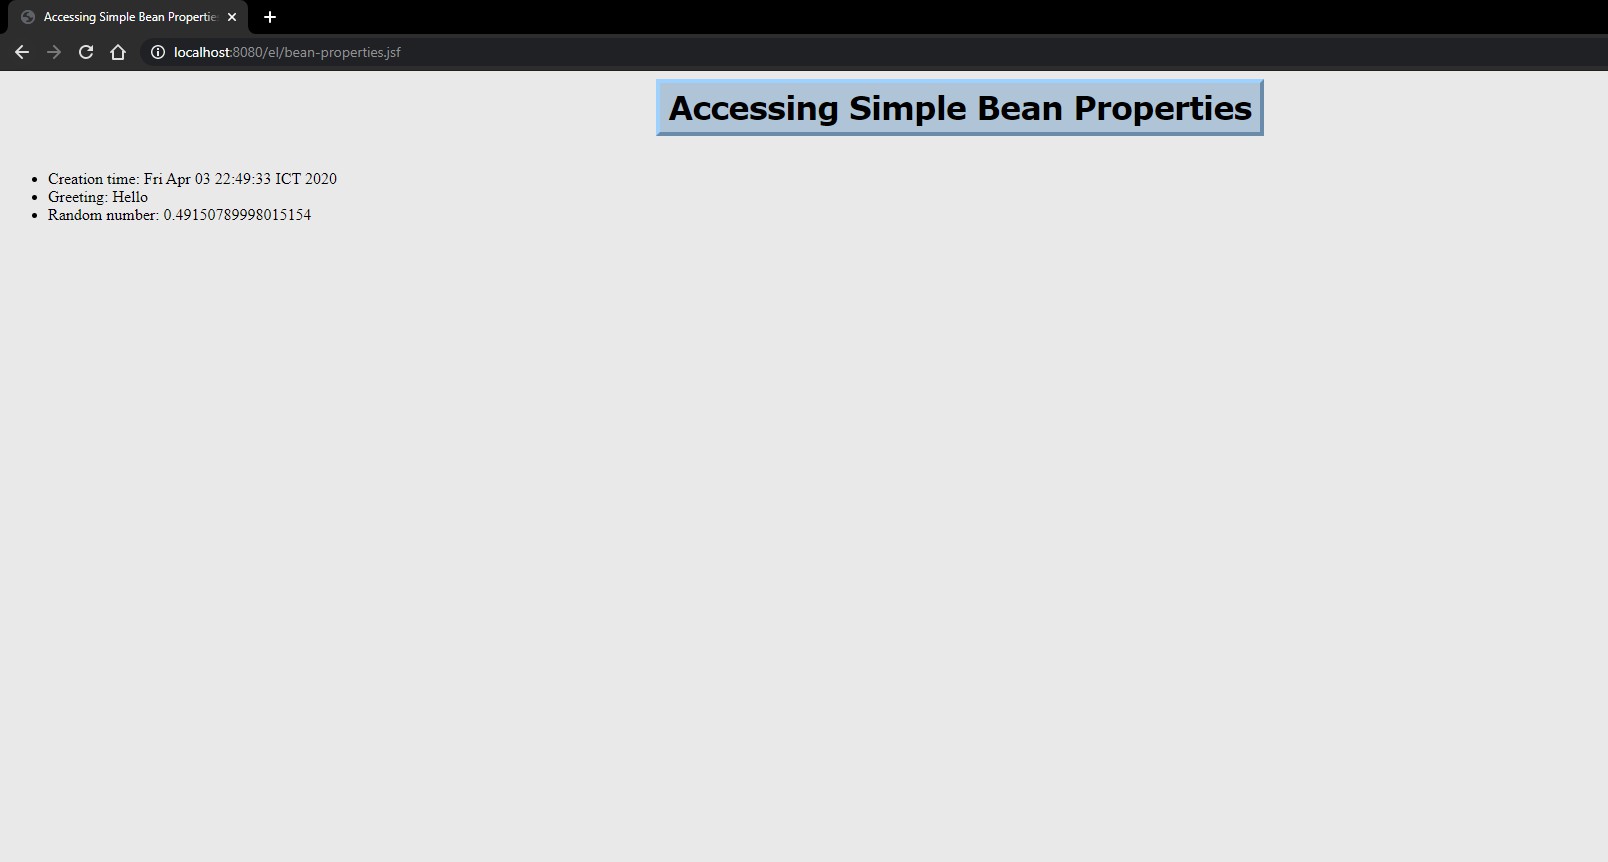 Accessing Simple Bean Propertie
localhost:8080/el/bean-properties.jsf
Accessing Simple Bean Properties
Creation time: Fri Apr 03 22:49:33 ICT 2020
Greeting: Hello
Random number: 0.49150789998015154